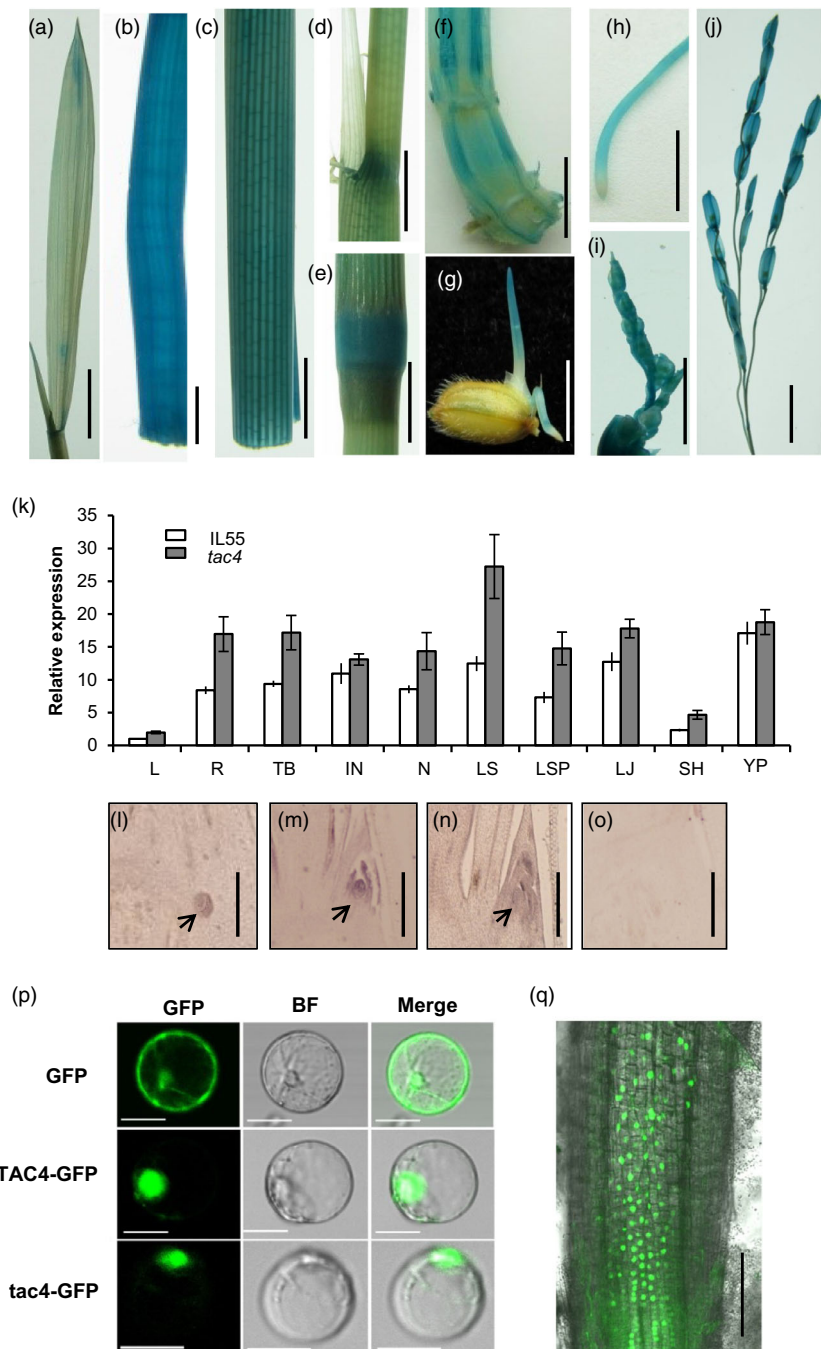 (a)
(b)
(c)
(d)
(e)
(f)
(g)
(h)
(i)
(j)
(k)
35
30
25
20
15
10
5
0
Relative expression
IL55
tac4
L R TB IN N LS LSP LJ SH YP
(l)
(m)
(n)
(o)
(p)
GFP BF Merge
GFP
TAC4-GFP
tac4-GFP
(q)